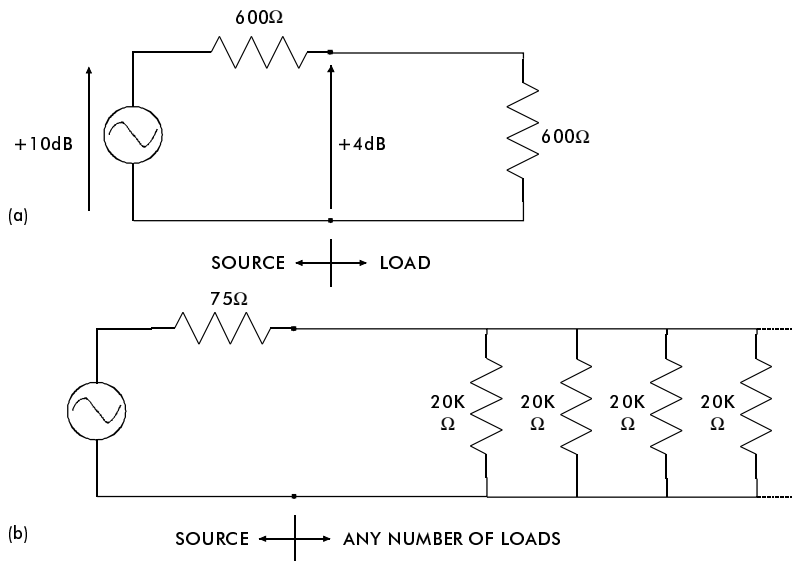 600Ω
+10dB
+4dB
600Ω
(a)
SOURCE
LOAD
75Ω
20K
Ω
20K
Ω
20K
Ω
20K
Ω
(b)
SOURCE
ANY NUMBER OF LOADS